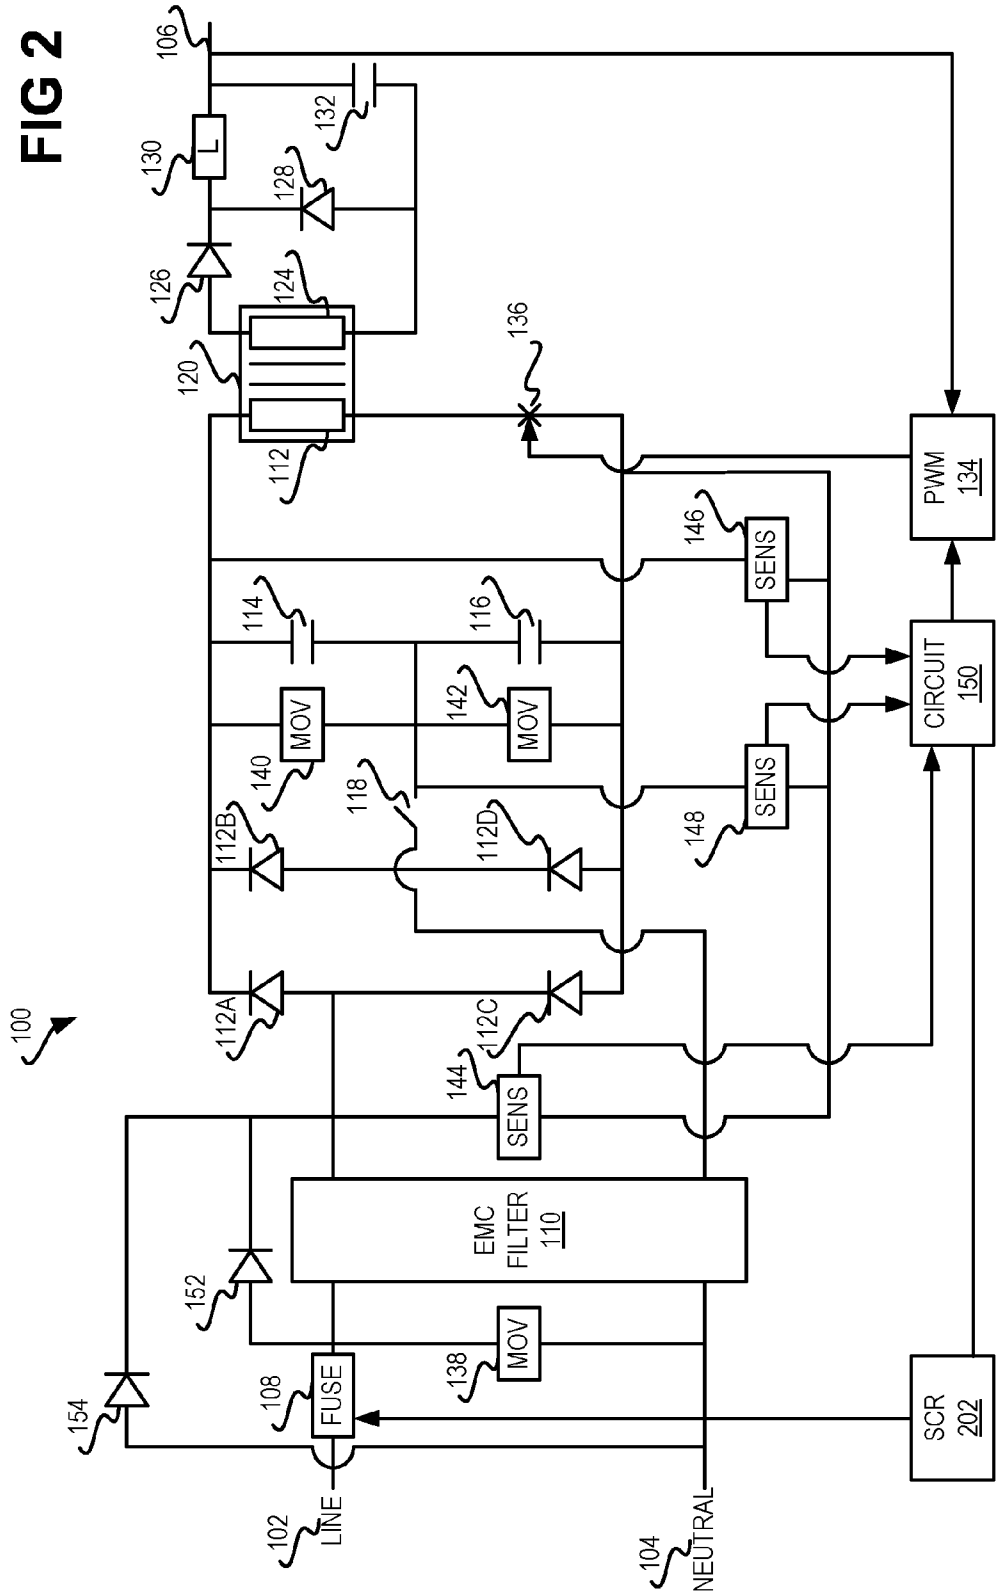 FIG 2
100
106
130
L
132
128
126
124
120
112
136
146
SENS
114
116
MOV
140
142
MOV
118
148
SENS
112B
112D
112A
112C
144
SENS
EMC
FILTER
110
152
154
108
FUSE
138
MOV
102
LINE
104
NEUTRAL
PWM
134
CIRCUIT
150
SCR
202